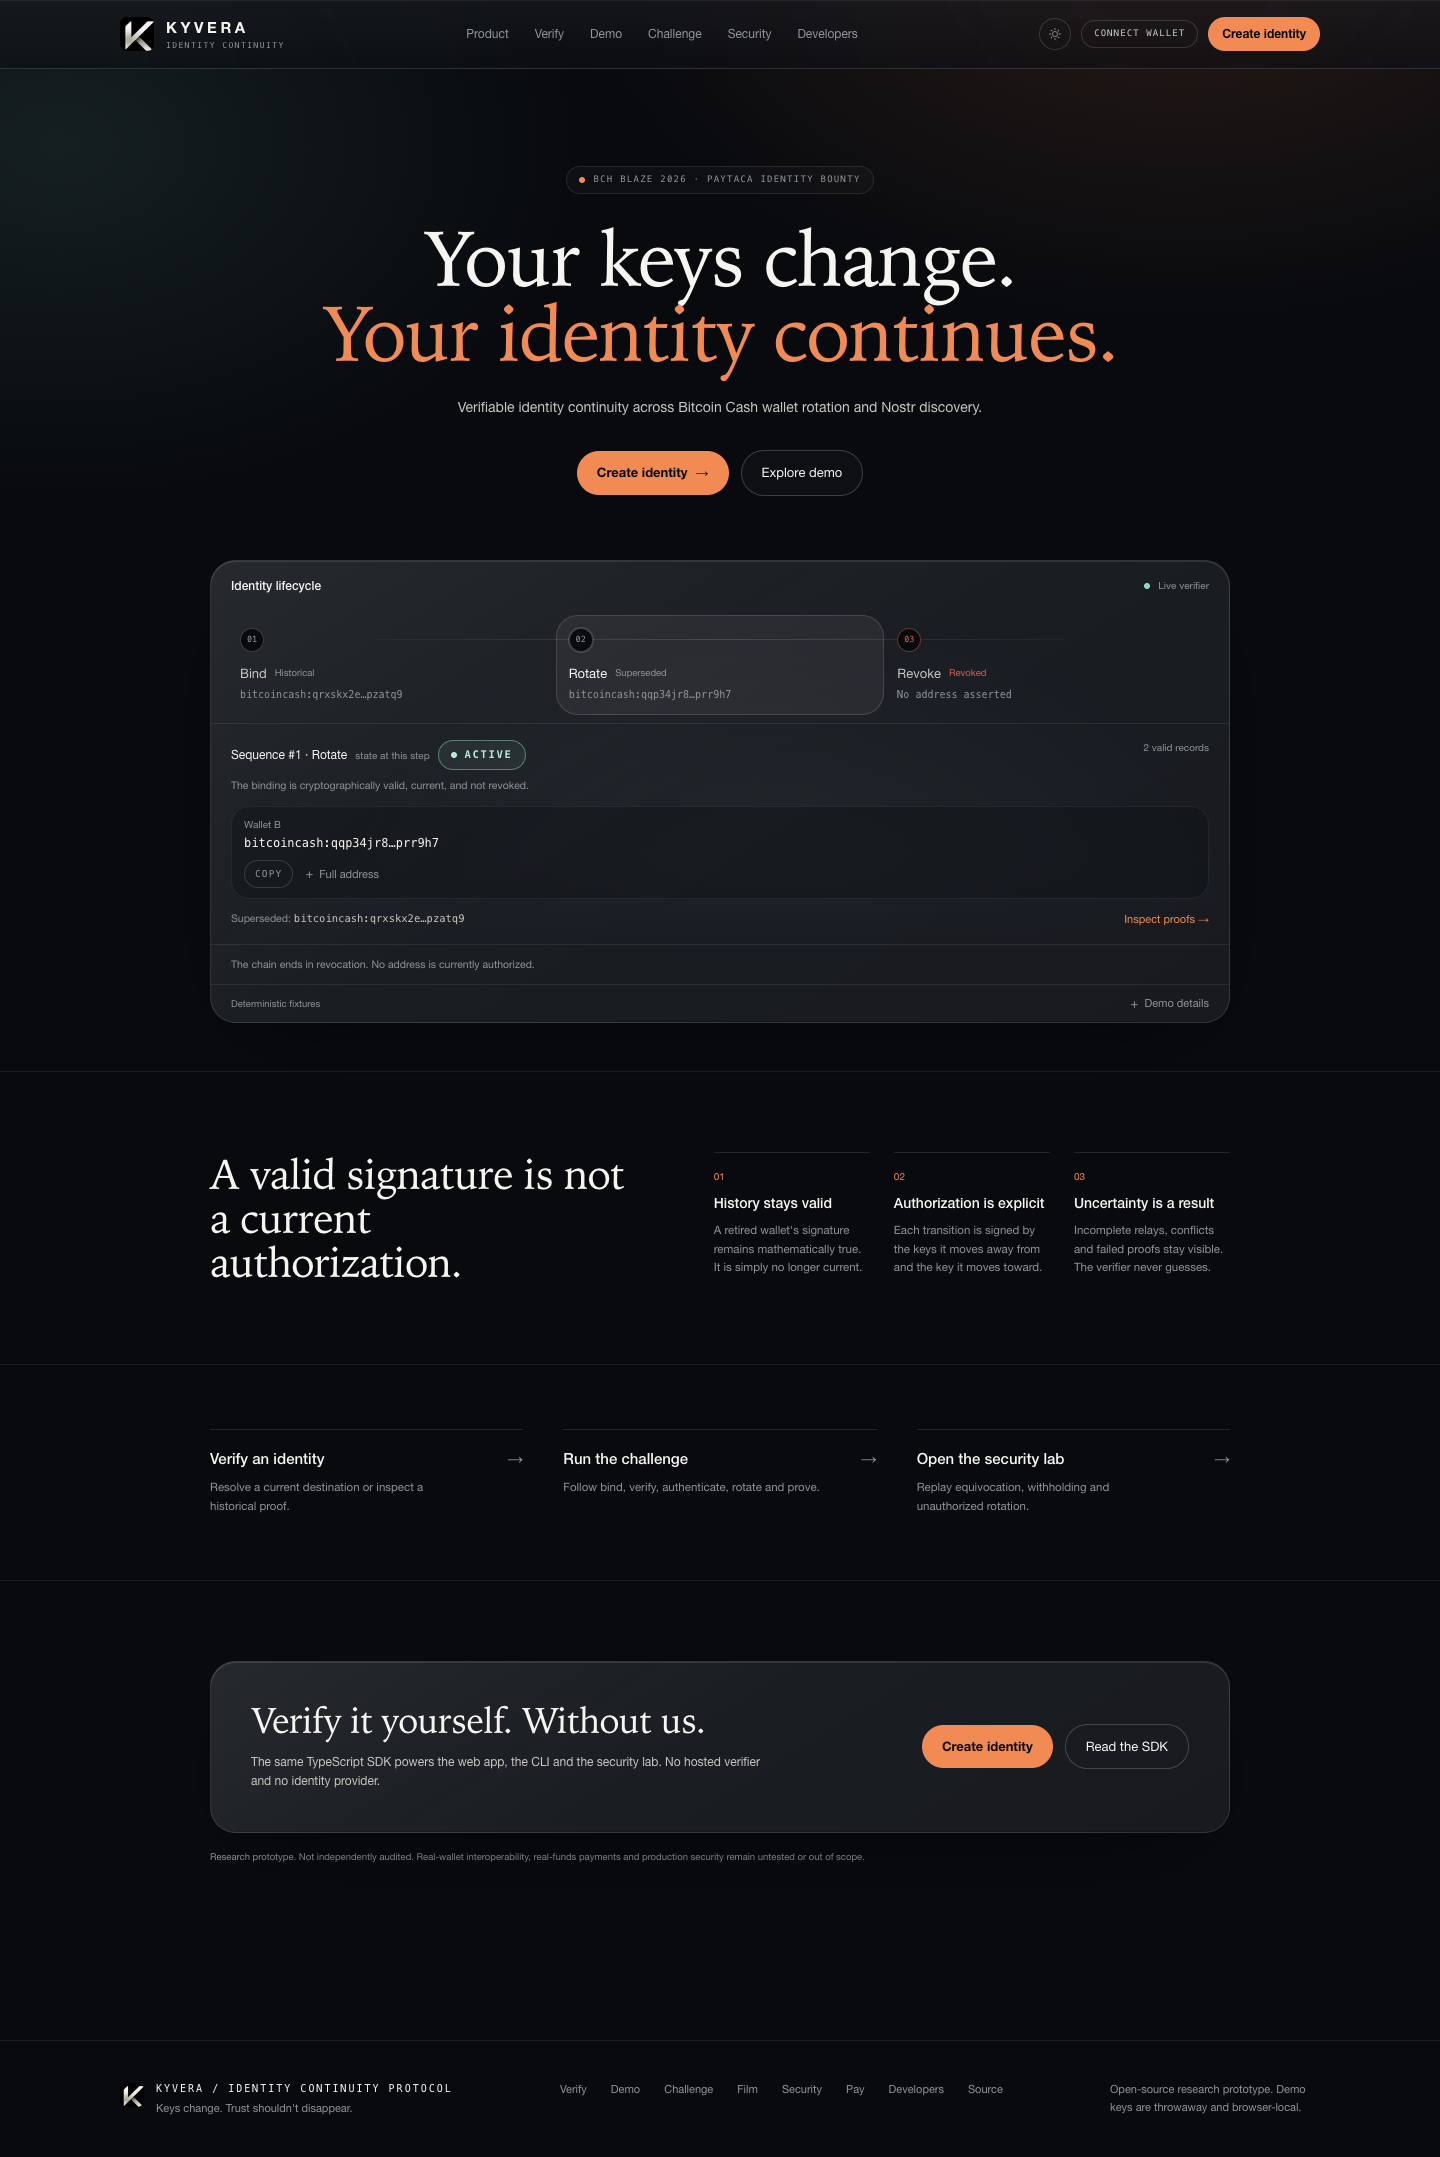 KYVERA
IDENTITY CONTINUITY
Product Verify Demo Challenge Security Developers
CONNECT WALLET
Create identity
BCH BLAZE 2026 · PAYTACA IDENTITY BOUNTY
Your keys change.
Your identity continues.
Verifiable identity continuity across Bitcoin Cash wallet rotation and Nostr discovery.
Create identity →
Explore demo
Identity lifecycle
Live verifier
01
Bind Historical
bitcoincash:qrxskx2e…pzatq9
02
Rotate Superseded
bitcoincash:qqp34jr8…prr9h7
03
Revoke Revoked
No address asserted
Sequence #1 · Rotate state at this step ACTIVE
2 valid records
The binding is cryptographically valid, current, and not revoked.
Wallet B
bitcoincash:qqp34jr8…prr9h7
COPY + Full address
Superseded: bitcoincash:qrxskx2e…pzatq9
Inspect proofs →
The chain ends in revocation. No address is currently authorized.
Deterministic fixtures
+ Demo details
A valid signature is not
a current
authorization.
01
History stays valid
A retired wallet's signature
remains mathematically true.
It is simply no longer current.
02
Authorization is explicit
Each transition is signed by
the keys it moves away from
and the key it moves toward.
03
Uncertainty is a result
Incomplete relays, conflicts
and failed proofs stay visible.
The verifier never guesses.
Verify an identity →
Resolve a current destination or inspect a
historical proof.
Run the challenge →
Follow bind, verify, authenticate, rotate and prove.
Open the security lab →
Replay equivocation, withholding and
unauthorized rotation.
Verify it yourself. Without us.
The same TypeScript SDK powers the web app, the CLI and the security lab. No hosted verifier
and no identity provider.
Create identity
Read the SDK
Research prototype. Not independently audited. Real-wallet interoperability, real-funds payments and production security remain untested or out of scope.
KYVERA / IDENTITY CONTINUITY PROTOCOL
Keys change. Trust shouldn't disappear.
Verify Demo Challenge Film Security Pay Developers Source
Open-source research prototype. Demo
keys are throwaway and browser-local.